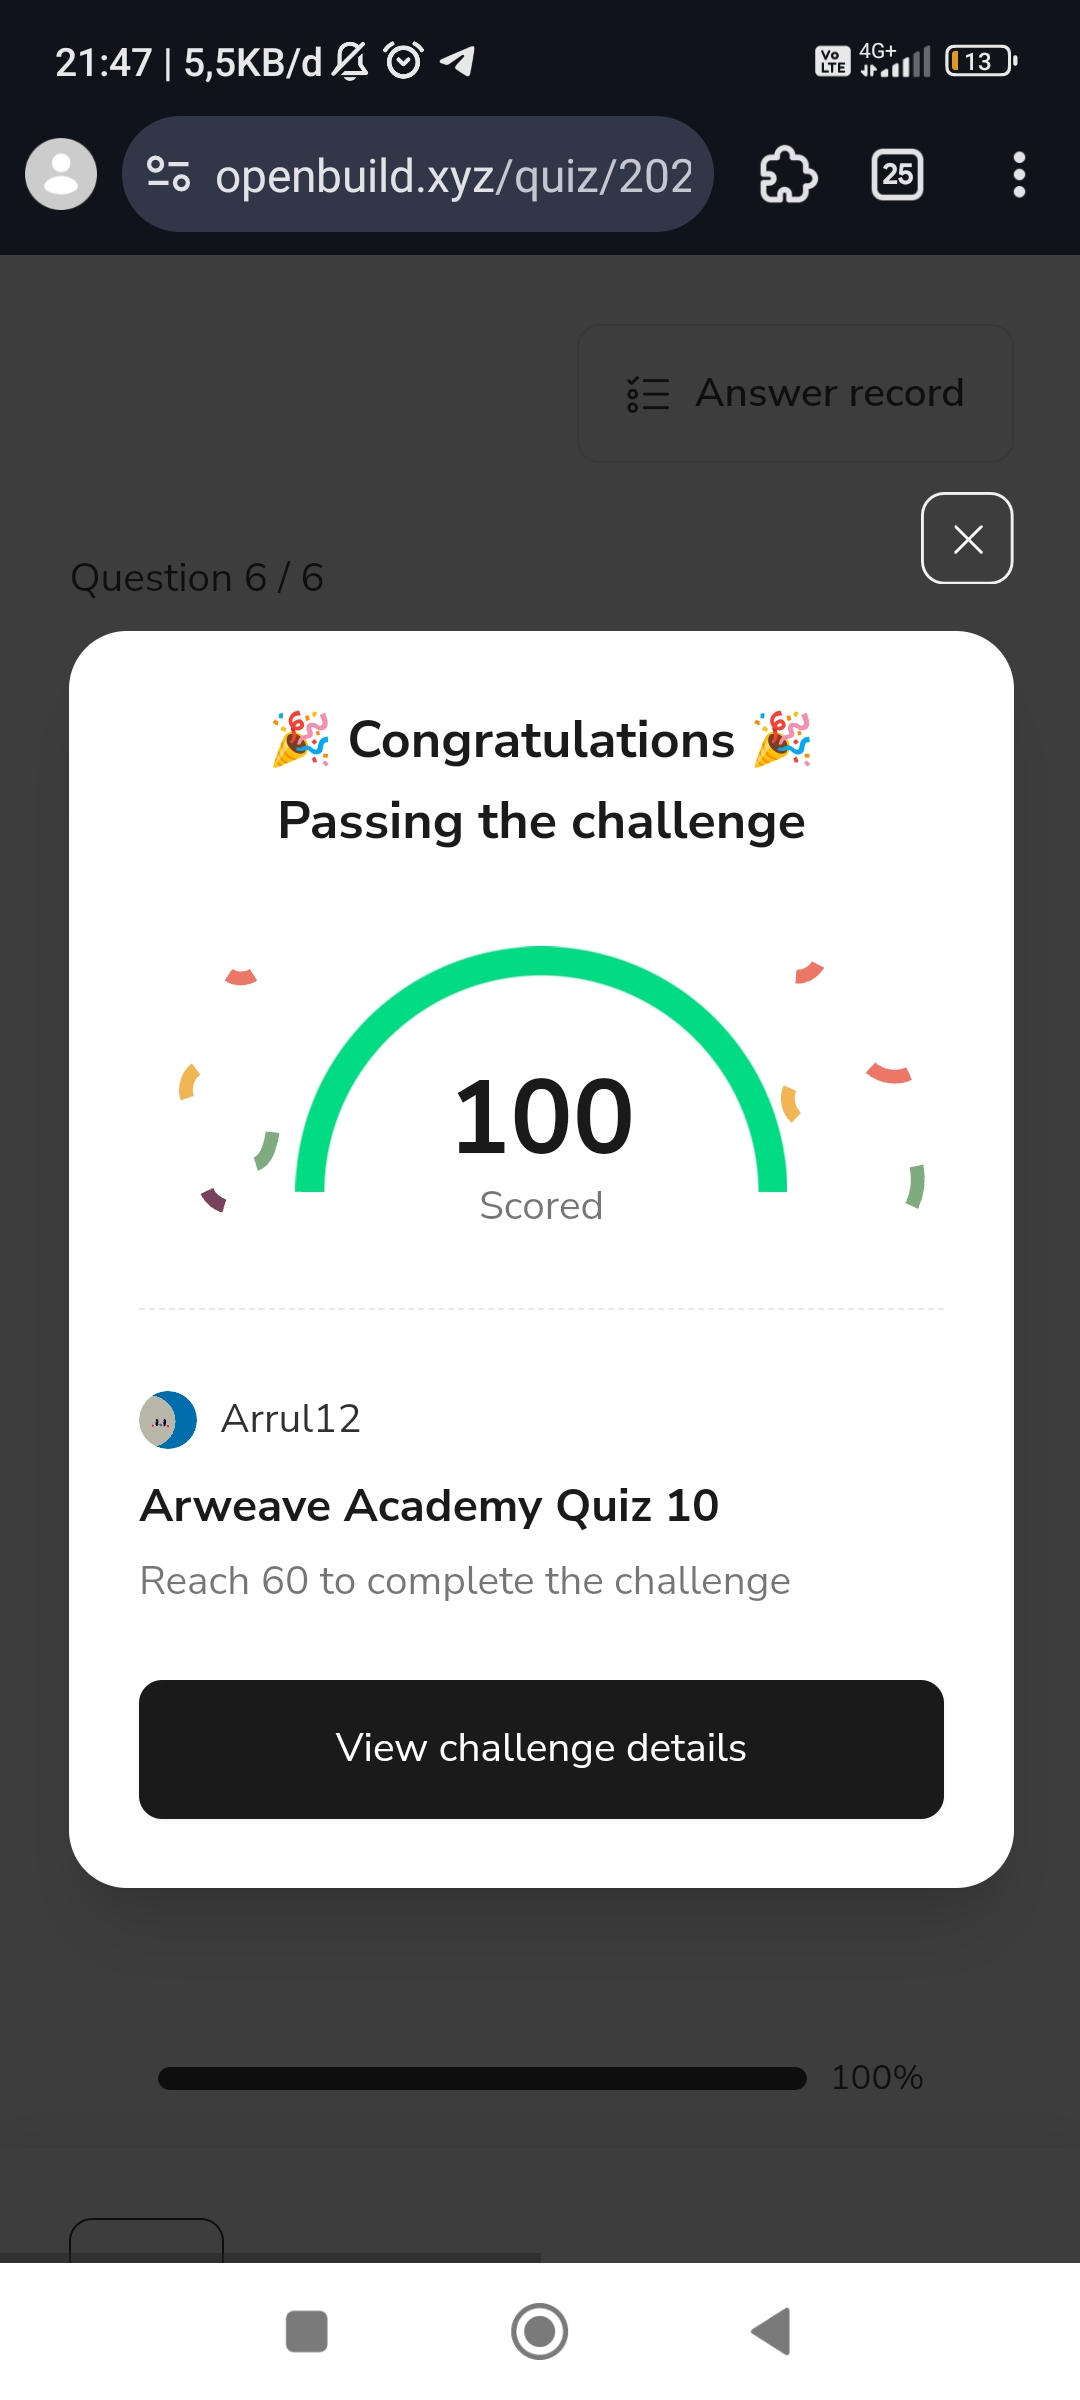 21:47 | 5,5KB/d
Vo LTE 4G+ 13
openbuild.xyz/quiz/202
25
Answer record
Question 6 / 6
🎉 Congratulations 🎉
Passing the challenge
100
Scored
Arrul12
Arweave Academy Quiz 10
Reach 60 to complete the challenge
View challenge details
100%